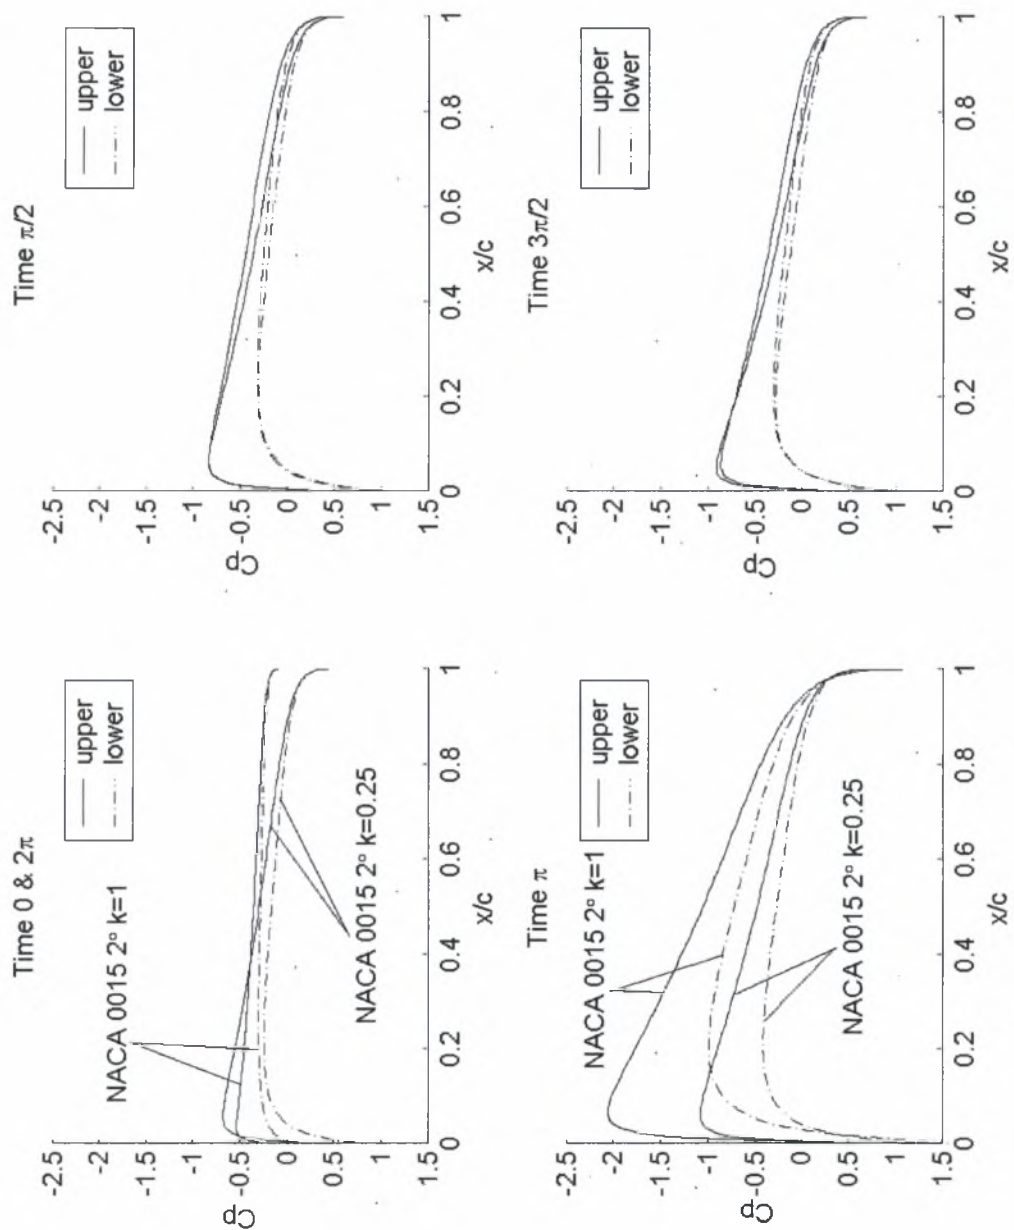 Time 0 & 2π
upper
lower
NACA 0015 2° k=1
NACA 0015 2° k=0.25
-2.5
-2
-1.5
-1
-0.5
0
0.5
1
1.5
Cp
0
0.2
0.4
0.6
0.8
1
x/c
Time π/2
upper
lower
-2.5
-2
-1.5
-1
-0.5
0
0.5
1
1.5
Cp
0
0.2
0.4
0.6
0.8
1
x/c
Time π
upper
lower
NACA 0015 2° k=1
NACA 0015 2° k=0.25
-2.5
-2
-1.5
-1
-0.5
0
0.5
1
1.5
Cp
0
0.2
0.4
0.6
0.8
1
x/c
Time 3π/2
upper
lower
-2.5
-2
-1.5
-1
-0.5
0
0.5
1
1.5
Cp
0
0.2
0.4
0.6
0.8
1
x/c